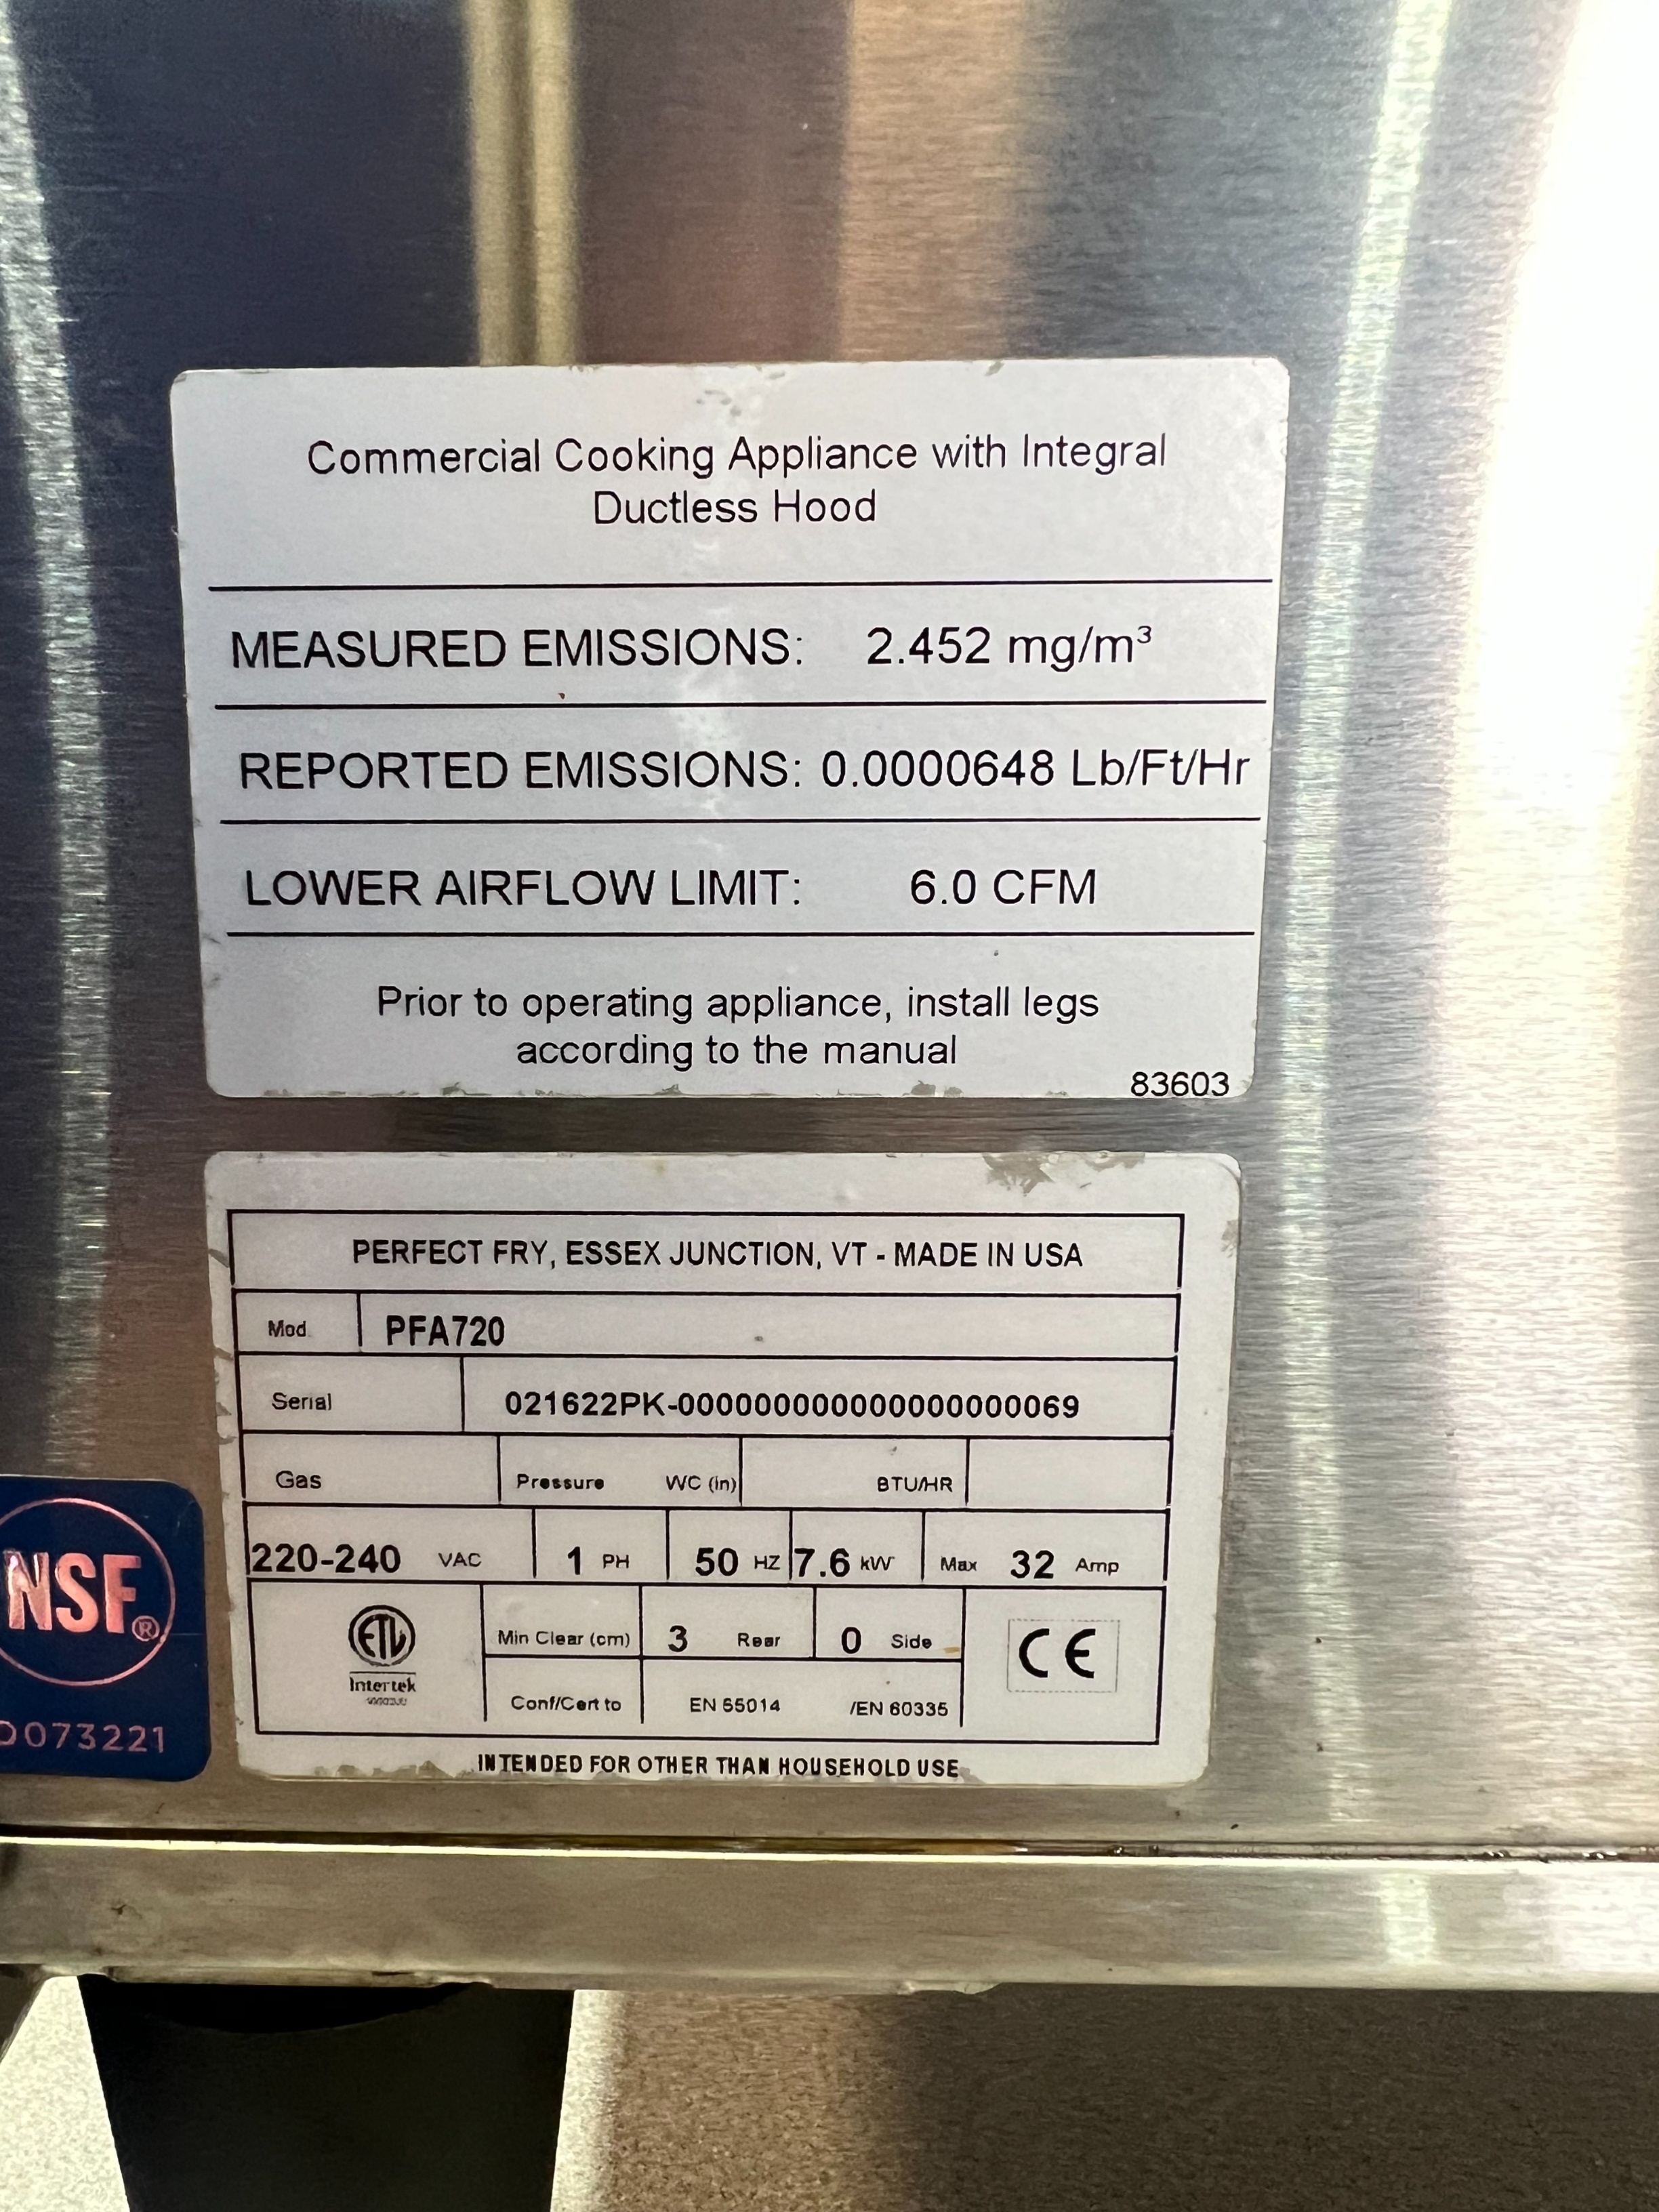 Commercial Cooking Appliance with Integral
Ductless Hood
MEASURED EMISSIONS: 2.452 mg/m³
REPORTED EMISSIONS: 0.0000648 Lb/Ft/Hr
LOWER AIRFLOW LIMIT: 6.0 CFM
Prior to operating appliance, install legs
according to the manual
83603
PERFECT FRY, ESSEX JUNCTION, VT - MADE IN USA
Mod. PFA720
Serial 021622PK-000000000000000000069
Gas Pressure WC (in) BTU/HR
220-240 VAC 1 PH 50 HZ 7.6 kW Max 32 Amp
ETL Min Clear (cm) 3 Rear 0 Side CE
Intertek
Conf/Cert to EN 55014 /EN 60335
INTENDED FOR OTHER THAN HOUSEHOLD USE
NSF®
073221